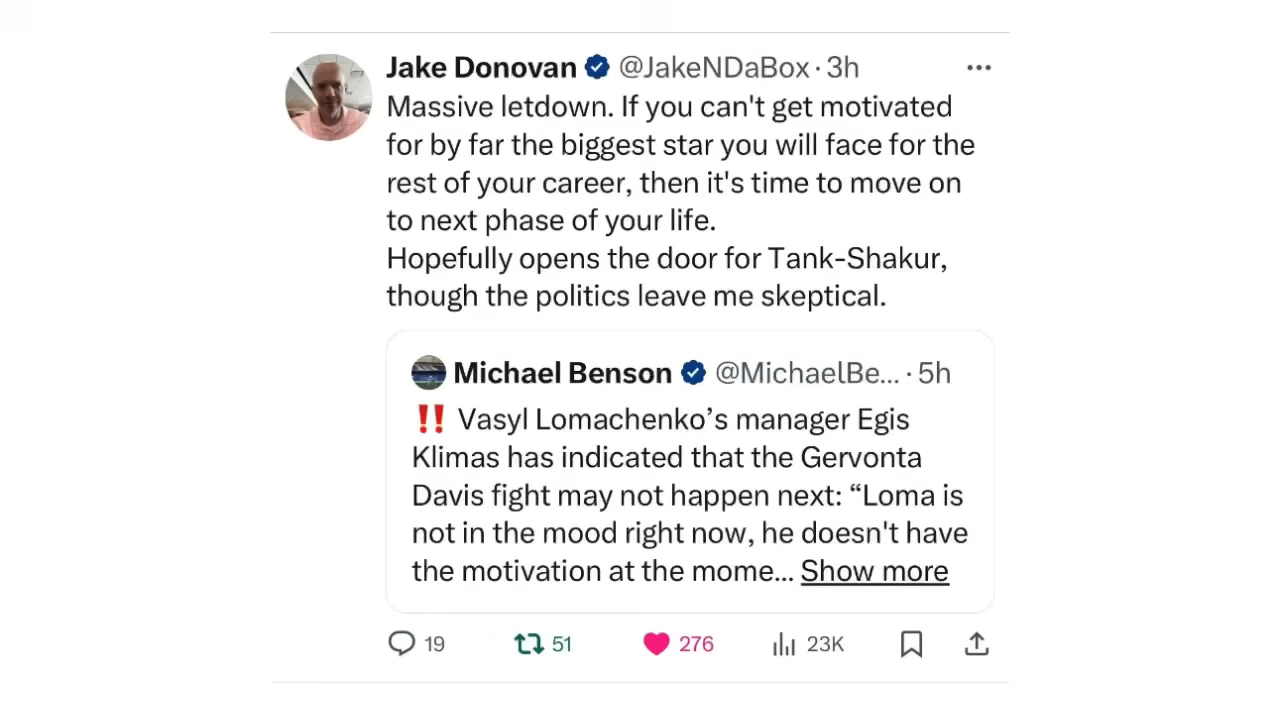 Jake Donovan @JakeNDaBox · 3h
Massive letdown. If you can't get motivated
for by far the biggest star you will face for the
rest of your career, then it's time to move on
to next phase of your life.
Hopefully opens the door for Tank-Shakur,
though the politics leave me skeptical.
Michael Benson @MichaelBe... · 5h
‼️ Vasyl Lomachenko’s manager Egis
Klimas has indicated that the Gervonta
Davis fight may not happen next: “Loma is
not in the mood right now, he doesn't have
the motivation at the mome... Show more
19 51 276 23K